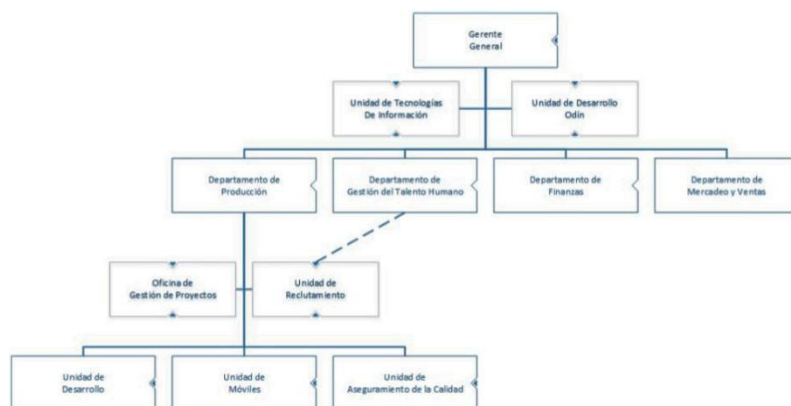 Gerente
General
Unidad de Tecnologías
De Información
Unidad de Desarrollo
Odín
Departamento de
Producción
Departamento de
Gestión del Talento Humano
Departamento de
Finanzas
Departamento de
Mercadeo y Ventas
Oficina de
Gestión de Proyectos
Unidad de
Reclutamiento
Unidad de
Desarrollo
Unidad de
Móviles
Unidad de
Aseguramiento de la Calidad